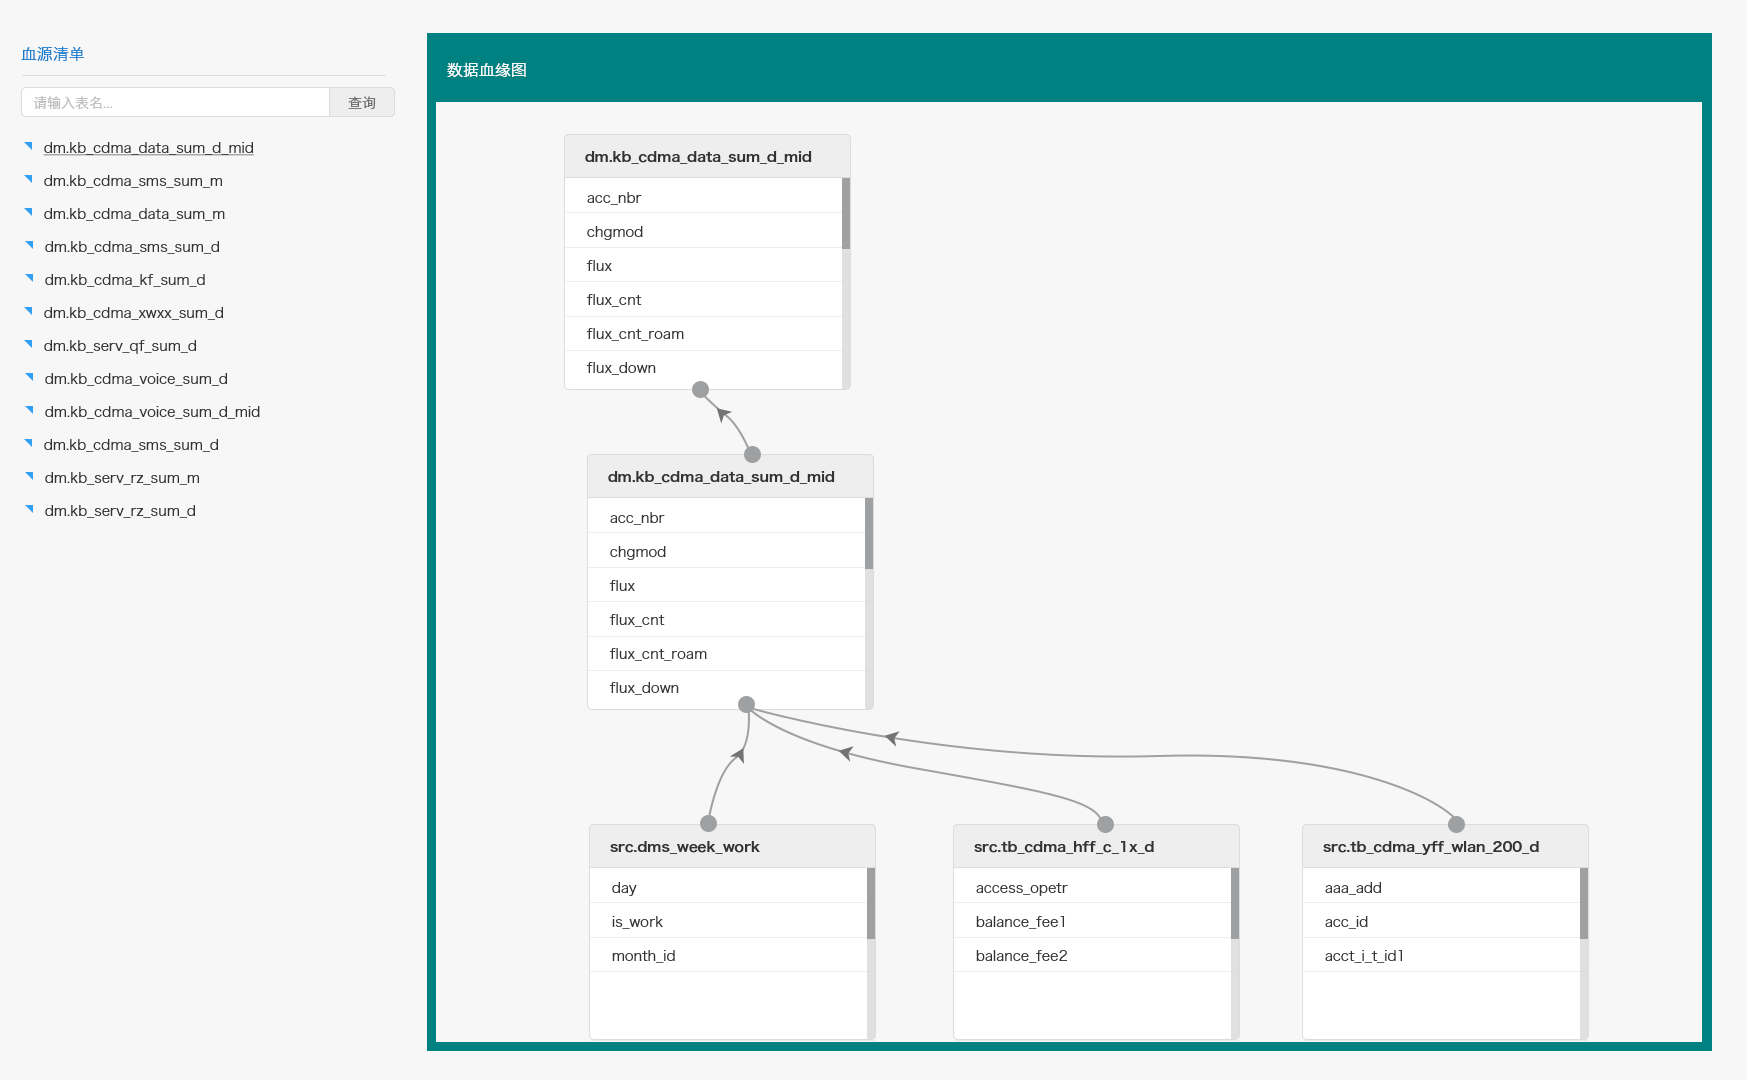 血源清单
请输入表名...
查询
dm.kb_cdma_data_sum_d_mid
dm.kb_cdma_sms_sum_m
dm.kb_cdma_data_sum_m
dm.kb_cdma_sms_sum_d
dm.kb_cdma_kf_sum_d
dm.kb_cdma_xwxx_sum_d
dm.kb_serv_qf_sum_d
dm.kb_cdma_voice_sum_d
dm.kb_cdma_voice_sum_d_mid
dm.kb_cdma_sms_sum_d
dm.kb_serv_rz_sum_m
dm.kb_serv_rz_sum_d
数据血缘图
dm.kb_cdma_data_sum_d_mid
acc_nbr
chgmod
flux
flux_cnt
flux_cnt_roam
flux_down
dm.kb_cdma_data_sum_d_mid
acc_nbr
chgmod
flux
flux_cnt
flux_cnt_roam
flux_down
src.dms_week_work
day
is_work
month_id
src.tb_cdma_hff_c_1x_d
access_opetr
balance_fee1
balance_fee2
src.tb_cdma_yff_wlan_200_d
aaa_add
acc_id
acct_i_t_id1